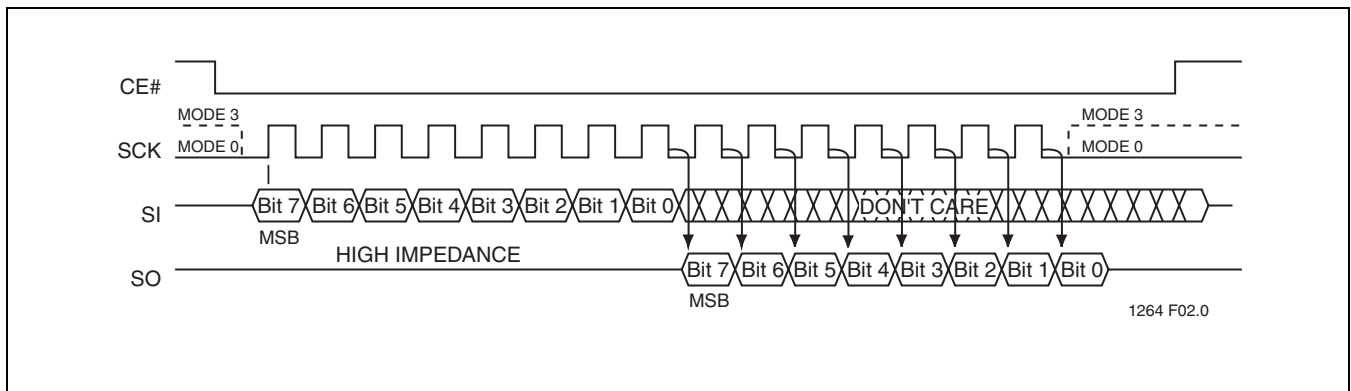 CE#
MODE 3
MODE 3
SCK
MODE 0
MODE 0
SI
Bit 7 Bit 6 Bit 5 Bit 4 Bit 3 Bit 2 Bit 1 Bit 0
DON'T CARE
MSB
HIGH IMPEDANCE
SO
Bit 7 Bit 6 Bit 5 Bit 4 Bit 3 Bit 2 Bit 1 Bit 0
MSB
1264 F02.0